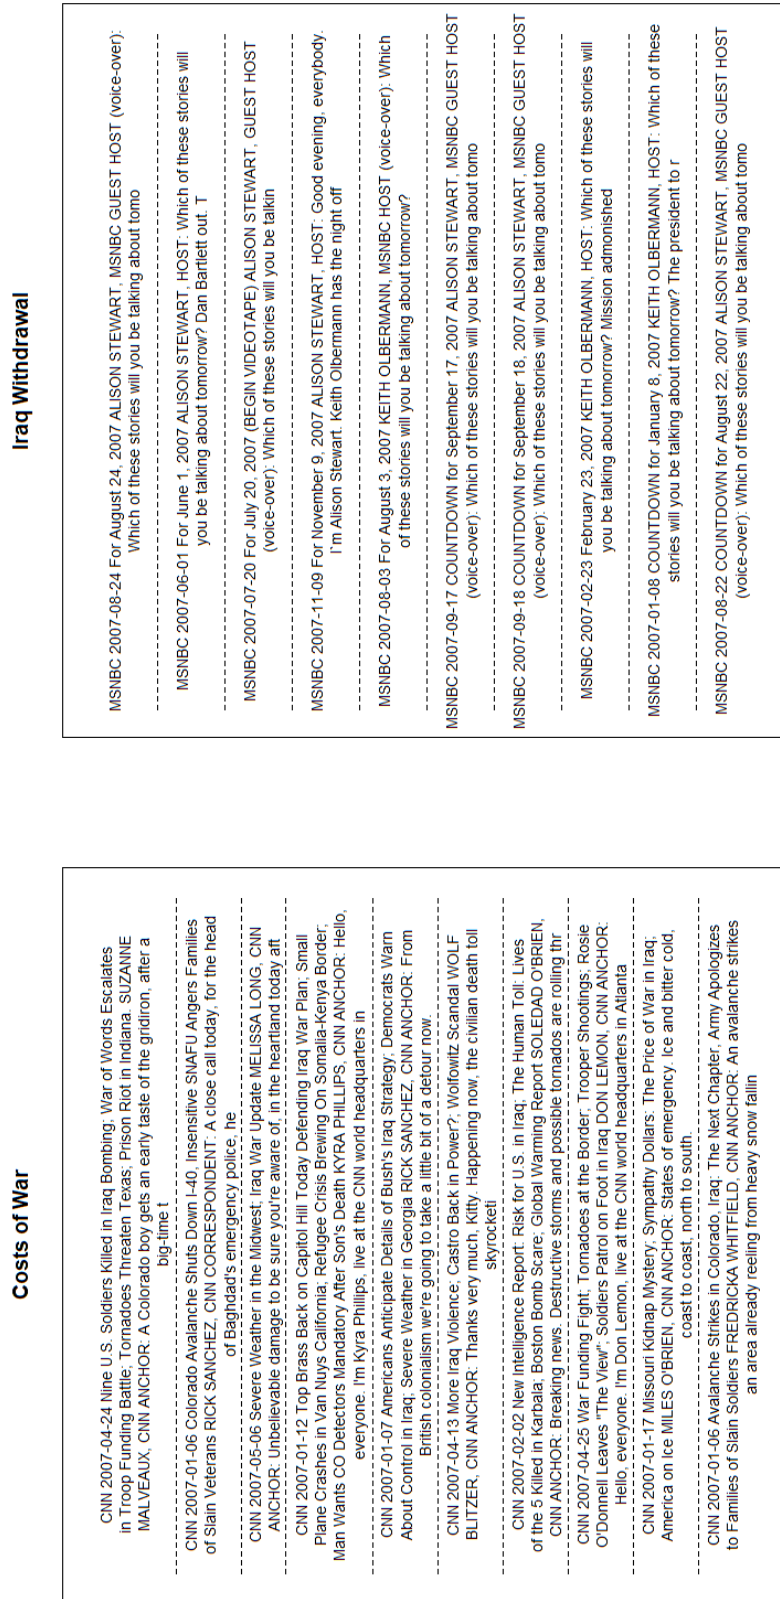 Costs of War
CNN 2007-04-24 Nine U.S. Soldiers Killed in Iraq Bombing; War of Words Escalates
in Troop Funding Battle; Tornadoes Threaten Texas; Prison Riot in Indiana. SUZANNE
MALVEAUX, CNN ANCHOR: A Colorado boy gets an early taste of the gridiron, after a
big-time t
CNN 2007-01-06 Colorado Avalanche Shuts Down I-40, Insensitive SNAFU Angers Families
of Slain Veterans RICK SANCHEZ, CNN CORRESPONDENT: A close call today, for the head
of Baghdad's emergency police, he
CNN 2007-05-06 Severe Weather in the Midwest; Iraq War Update MELISSA LONG, CNN
ANCHOR: Unbelievable damage to be sure you're aware of, in the heartland today aft
CNN 2007-01-12 Top Brass Back on Capitol Hill Today Defending Iraq War Plan; Small
Plane Crashes in Van Nuys California; Refugee Crisis Brewing On Somalia-Kenya Border;
Man Wants CO Detectors Mandatory After Son's Death KYRA PHILLIPS, CNN ANCHOR: Hello,
everyone. I'm Kyra Phillips, live at the CNN world headquarters in
CNN 2007-01-07 Americans Anticipate Details of Bush's Iraq Strategy; Democrats Warn
About Control in Iraq; Severe Weather in Georgia RICK SANCHEZ, CNN ANCHOR: From
British colonialism we're going to take a little bit of a detour now.
CNN 2007-04-13 More Iraq Violence; Castro Back in Power?; Wolfowitz Scandal WOLF
BLITZER, CNN ANCHOR: Thanks very much, Kitty. Happening now, the civilian death toll
skyrocketi
CNN 2007-02-02 New Intelligence Report: Risk for U.S. in Iraq; The Human Toll: Lives
of the 5 Killed in Karbala; Boston Bomb Scare; Global Warming Report SOLEDAD O'BRIEN,
CNN ANCHOR: Breaking news. Destructive storms and possible tornados are rolling thr
CNN 2007-04-25 War Funding Fight; Tornadoes at the Border; Trooper Shootings; Rosie
O'Donnell Leaves "The View"; Soldiers Patrol on Foot in Iraq DON LEMON, CNN ANCHOR:
Hello, everyone. I'm Don Lemon, live at the CNN world headquarters in Atlanta
CNN 2007-01-17 Missouri Kidnap Mystery; Sympathy Dollars: The Price of War in Iraq;
America on Ice MILES O'BRIEN, CNN ANCHOR: States of emergency. Ice and bitter cold,
coast to coast, north to south.
CNN 2007-01-06 Avalanche Strikes in Colorado, Iraq: The Next Chapter, Army Apologizes
to Families of Slain Soldiers FREDRICKA WHITFIELD, CNN ANCHOR: An avalanche strikes
an area already reeling from heavy snow fallin
Iraq Withdrawal
MSNBC 2007-08-24 For August 24, 2007 ALISON STEWART, MSNBC GUEST HOST (voice-over):
Which of these stories will you be talking about tomo
MSNBC 2007-06-01 For June 1, 2007 ALISON STEWART, HOST: Which of these stories will
you be talking about tomorrow? Dan Bartlett out. T
MSNBC 2007-07-20 For July 20, 2007 (BEGIN VIDEOTAPE) ALISON STEWART, GUEST HOST
(voice-over): Which of these stories will you be talkin
MSNBC 2007-11-09 For November 9, 2007 ALISON STEWART, HOST: Good evening, everybody.
I`m Alison Stewart. Keith Olbermann has the night off
MSNBC 2007-08-03 For August 3, 2007 KEITH OLBERMANN, MSNBC HOST (voice-over): Which
of these stories will you be talking about tomorrow?
MSNBC 2007-09-17 COUNTDOWN for September 17, 2007 ALISON STEWART, MSNBC GUEST HOST
(voice-over): Which of these stories will you be talking about tomo
MSNBC 2007-09-18 COUNTDOWN for September 18, 2007 ALISON STEWART, MSNBC GUEST HOST
(voice-over): Which of these stories will you be talking about tomo
MSNBC 2007-02-23 February 23, 2007 KEITH OLBERMANN, HOST: Which of these stories will
you be talking about tomorrow? Mission admonished
MSNBC 2007-01-08 COUNTDOWN for January 8, 2007 KEITH OLBERMANN, HOST: Which of these
stories will you be talking about tomorrow? The president to r
MSNBC 2007-08-22 COUNTDOWN for August 22, 2007 ALISON STEWART, MSNBC GUEST HOST
(voice-over): Which of these stories will you be talking about tomo